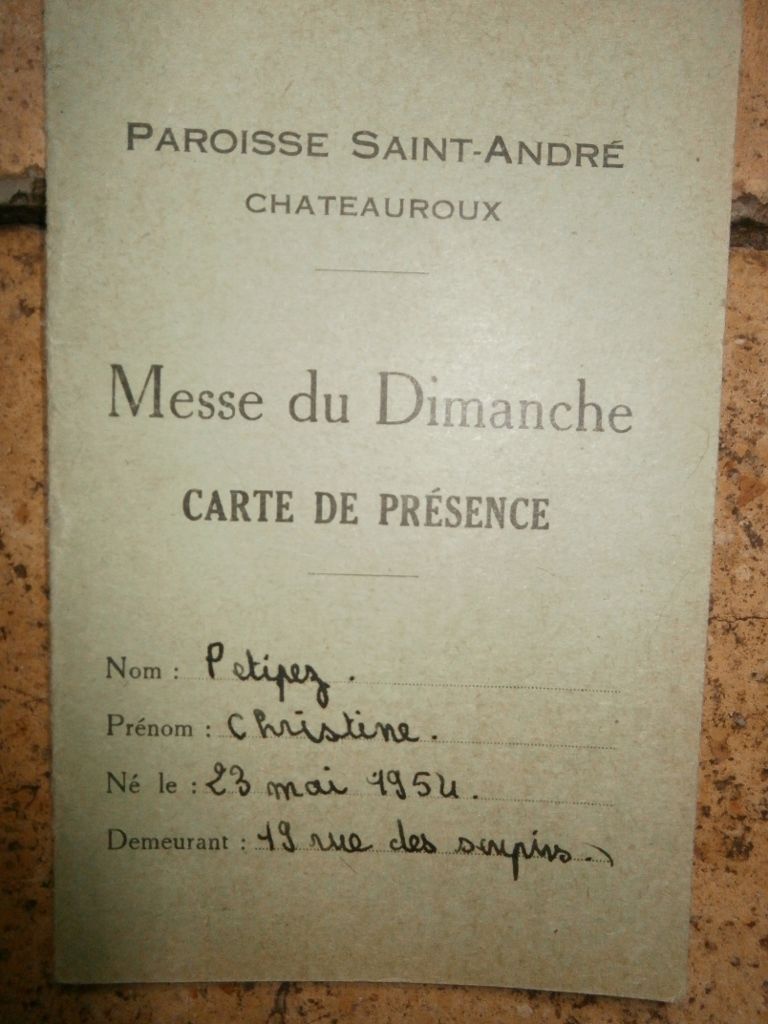 PAROISSE SAINT-ANDRÉ
CHATEAUROUX
Messe du Dimanche
CARTE DE PRÉSENCE
Nom : Petipez.
Prénom : Christine.
Né le : 23 mai 1954.
Demeurant : 19 rue des